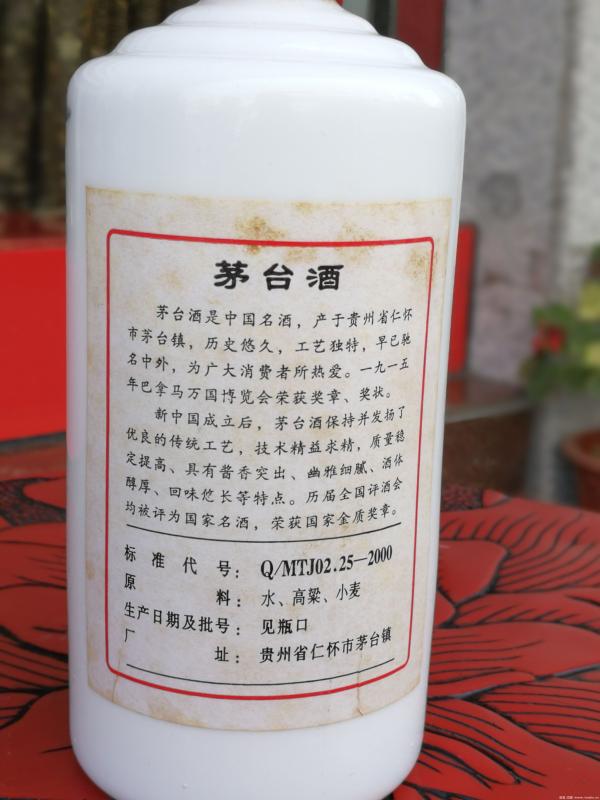 茅台酒
茅台酒是中国名酒，产于贵州省仁怀
市茅台镇，历史悠久，工艺独特，早已驰
名中外，为广大消费者所热爱。一九一五
年巴拿马万国博览会荣获奖章、奖状。
新中国成立后，茅台酒保持并发扬了
优良的传统工艺，技术精益求精，质量稳
定提高、具有酱香突出、幽雅细腻、酒体
醇厚、回味悠长等特点。历届全国评酒会
均被评为国家名酒，荣获国家金质奖章。
标准代号：Q/MTJ02.25—2000
原料：水、高粱、小麦
生产日期及批号：见瓶口
厂址：贵州省仁怀市茅台镇